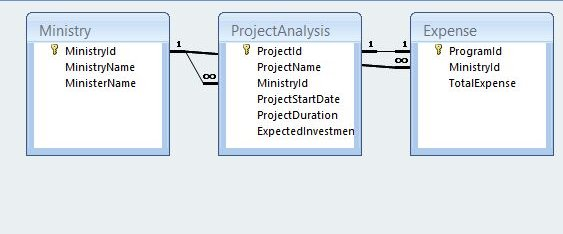 Ministry
MinistryId
MinistryName
MinisterName
1
∞
ProjectAnalysis
ProjectId
ProjectName
MinistryId
ProjectStartDate
ProjectDuration
ExpectedInvestmen
1
1
∞
Expense
ProgramId
MinistryId
TotalExpense